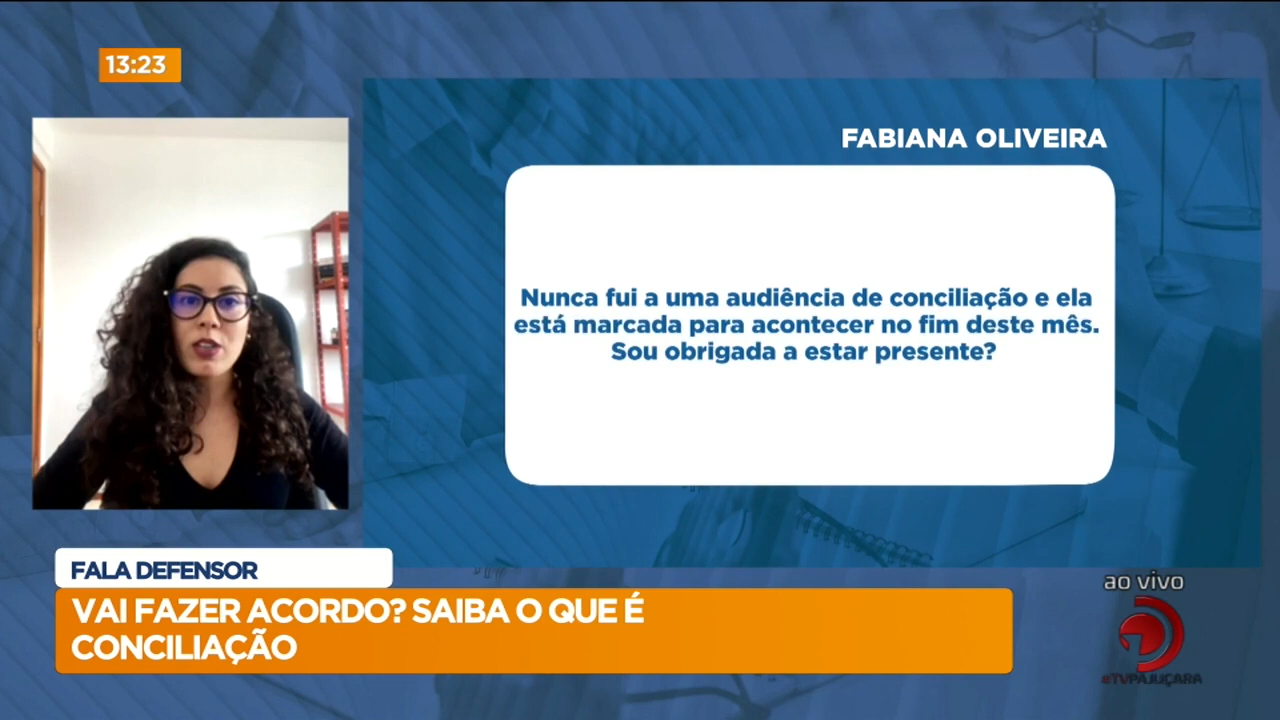 13:23
FABIANA OLIVEIRA
Nunca fui a uma audiência de conciliação e ela
está marcada para acontecer no fim deste mês.
Sou obrigada a estar presente?
FALA DEFENSOR
VAI FAZER ACORDO? SAIBA O QUE É
CONCILIAÇÃO
ao vivo
#TVPAJUÇARA